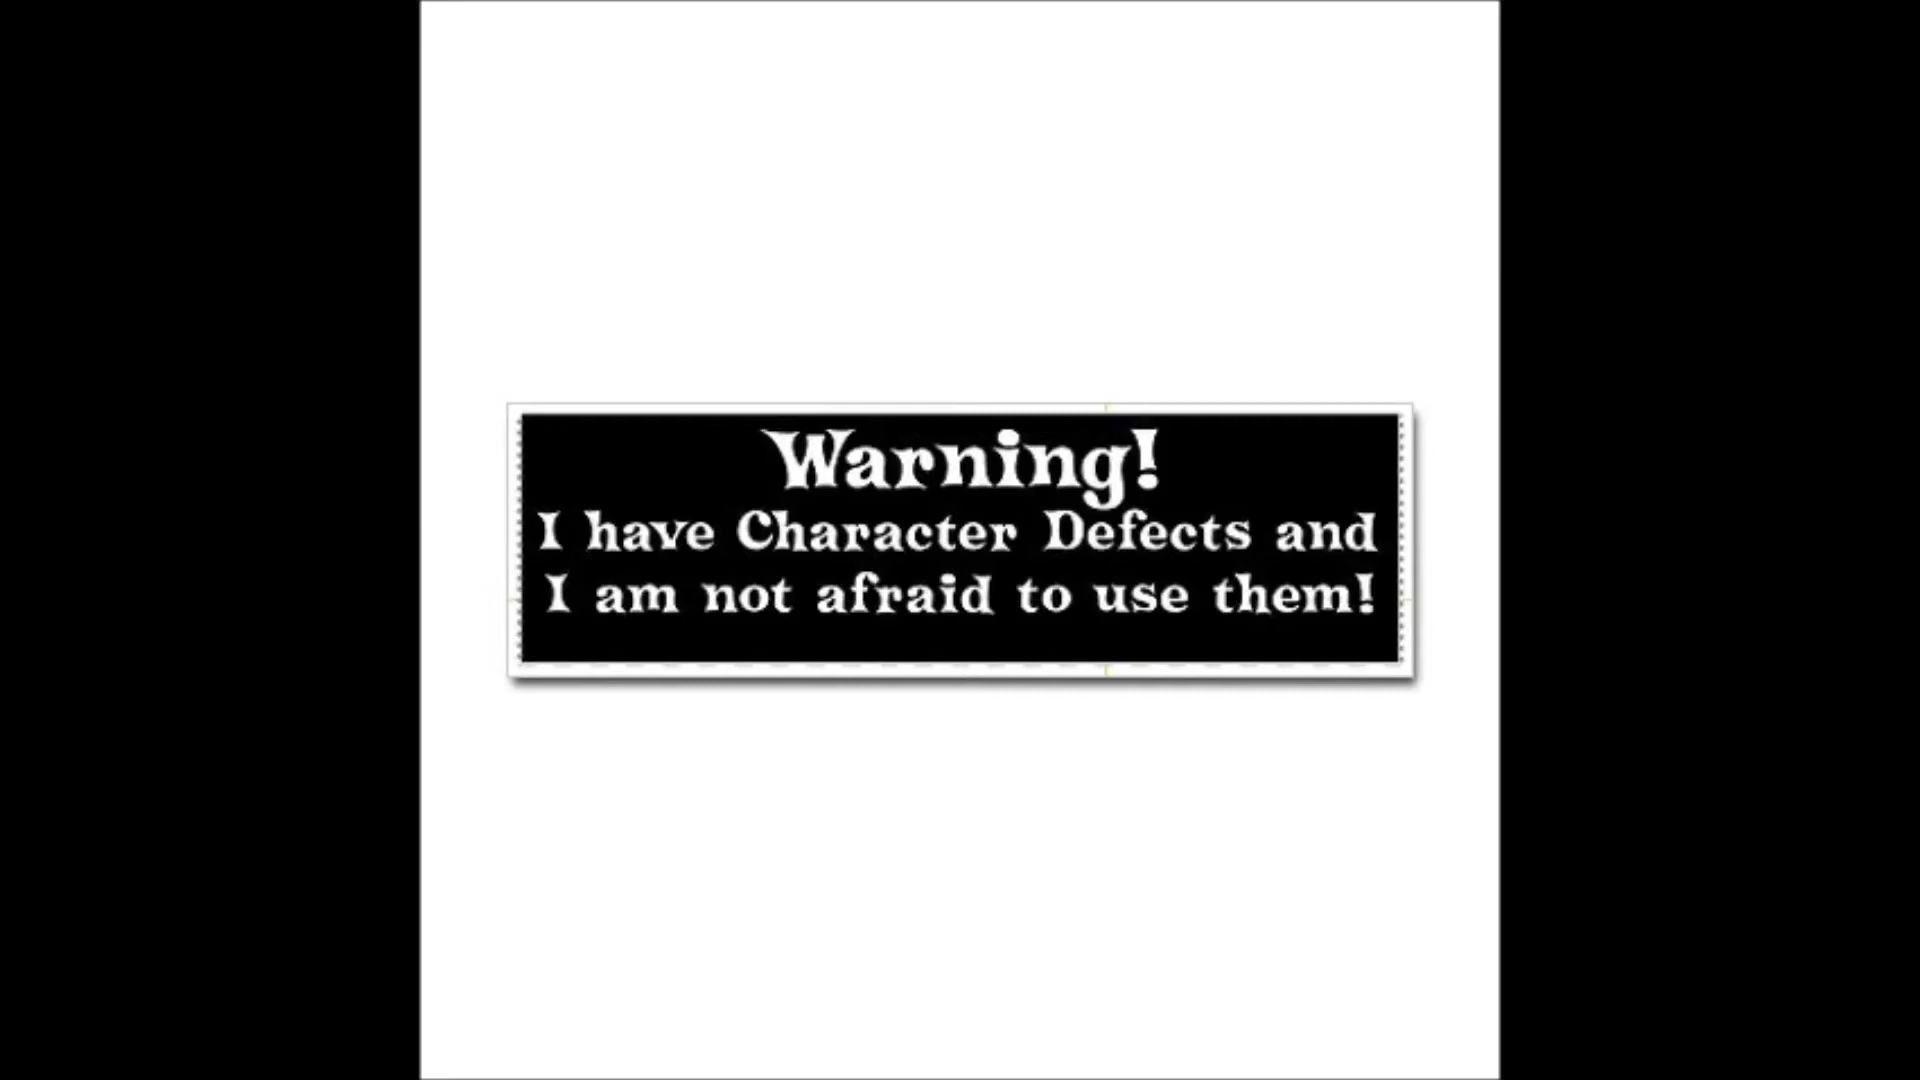 Warning!
I have Character Defects and
I am not afraid to use them!